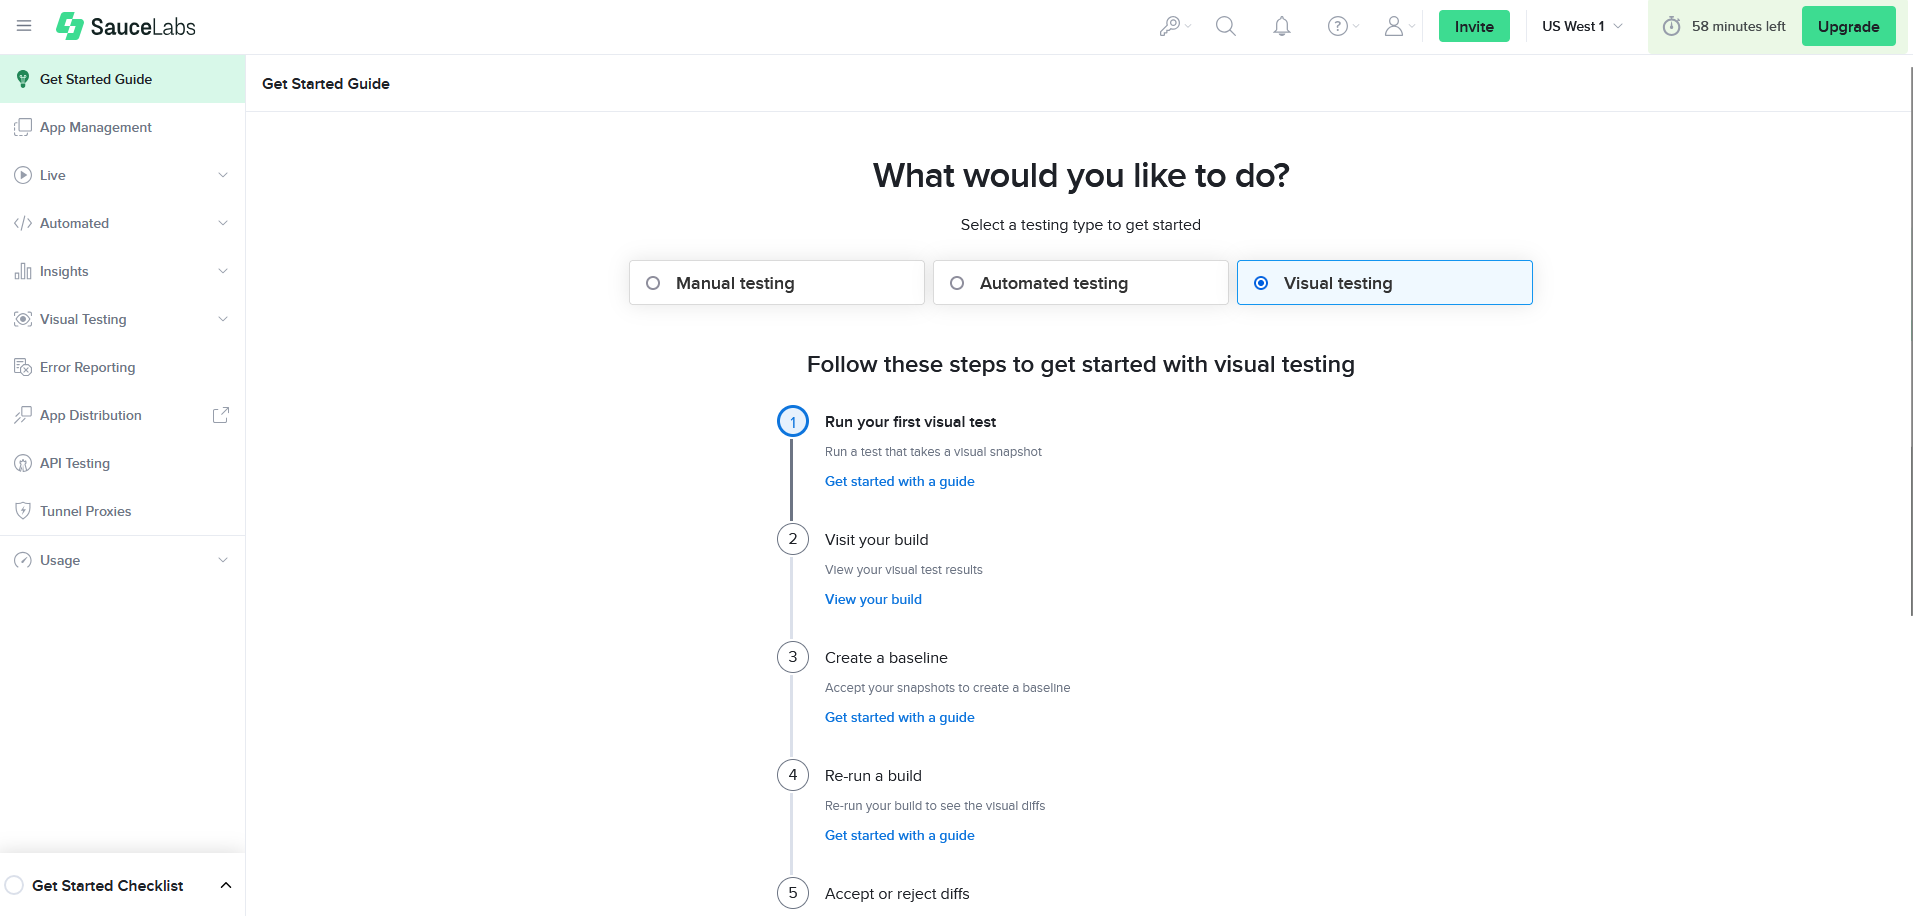 SauceLabs
Invite
US West 1
58 minutes left
Upgrade
Get Started Guide
App Management
Live
Automated
Insights
Visual Testing
Error Reporting
App Distribution
API Testing
Tunnel Proxies
Usage
Get Started Checklist
Get Started Guide
What would you like to do?
Select a testing type to get started
Manual testing
Automated testing
Visual testing
Follow these steps to get started with visual testing
1 Run your first visual test
Run a test that takes a visual snapshot
Get started with a guide
2 Visit your build
View your visual test results
View your build
3 Create a baseline
Accept your snapshots to create a baseline
Get started with a guide
4 Re-run a build
Re-run your build to see the visual diffs
Get started with a guide
5 Accept or reject diffs